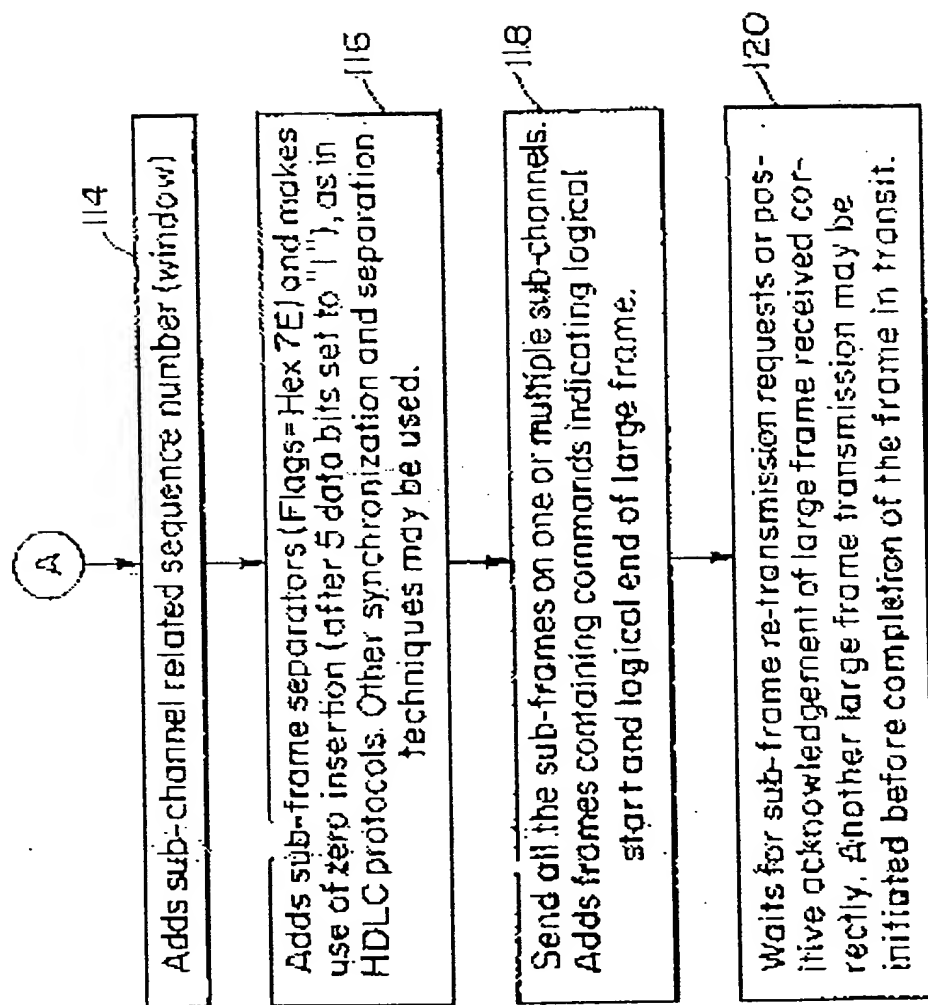 A
114
Adds sub-channel related sequence number (window)
116
Adds sub-frame separators (Flags=Hex 7E) and makes
use of zero insertion (after 5 data bits set to "1"), as in
HDLC protocols. Other synchronization and separation
techniques may be used.
118
Send all the sub-frames on one or multiple sub-channels.
Adds frames containing commands indicating logical
start and logical end of large frame.
120
Waits for sub-frame re-transmission requests or pos-
itive acknowledgement of large frame received cor-
rectly. Another large frame transmission may be
initiated before completion of the frame in transit.